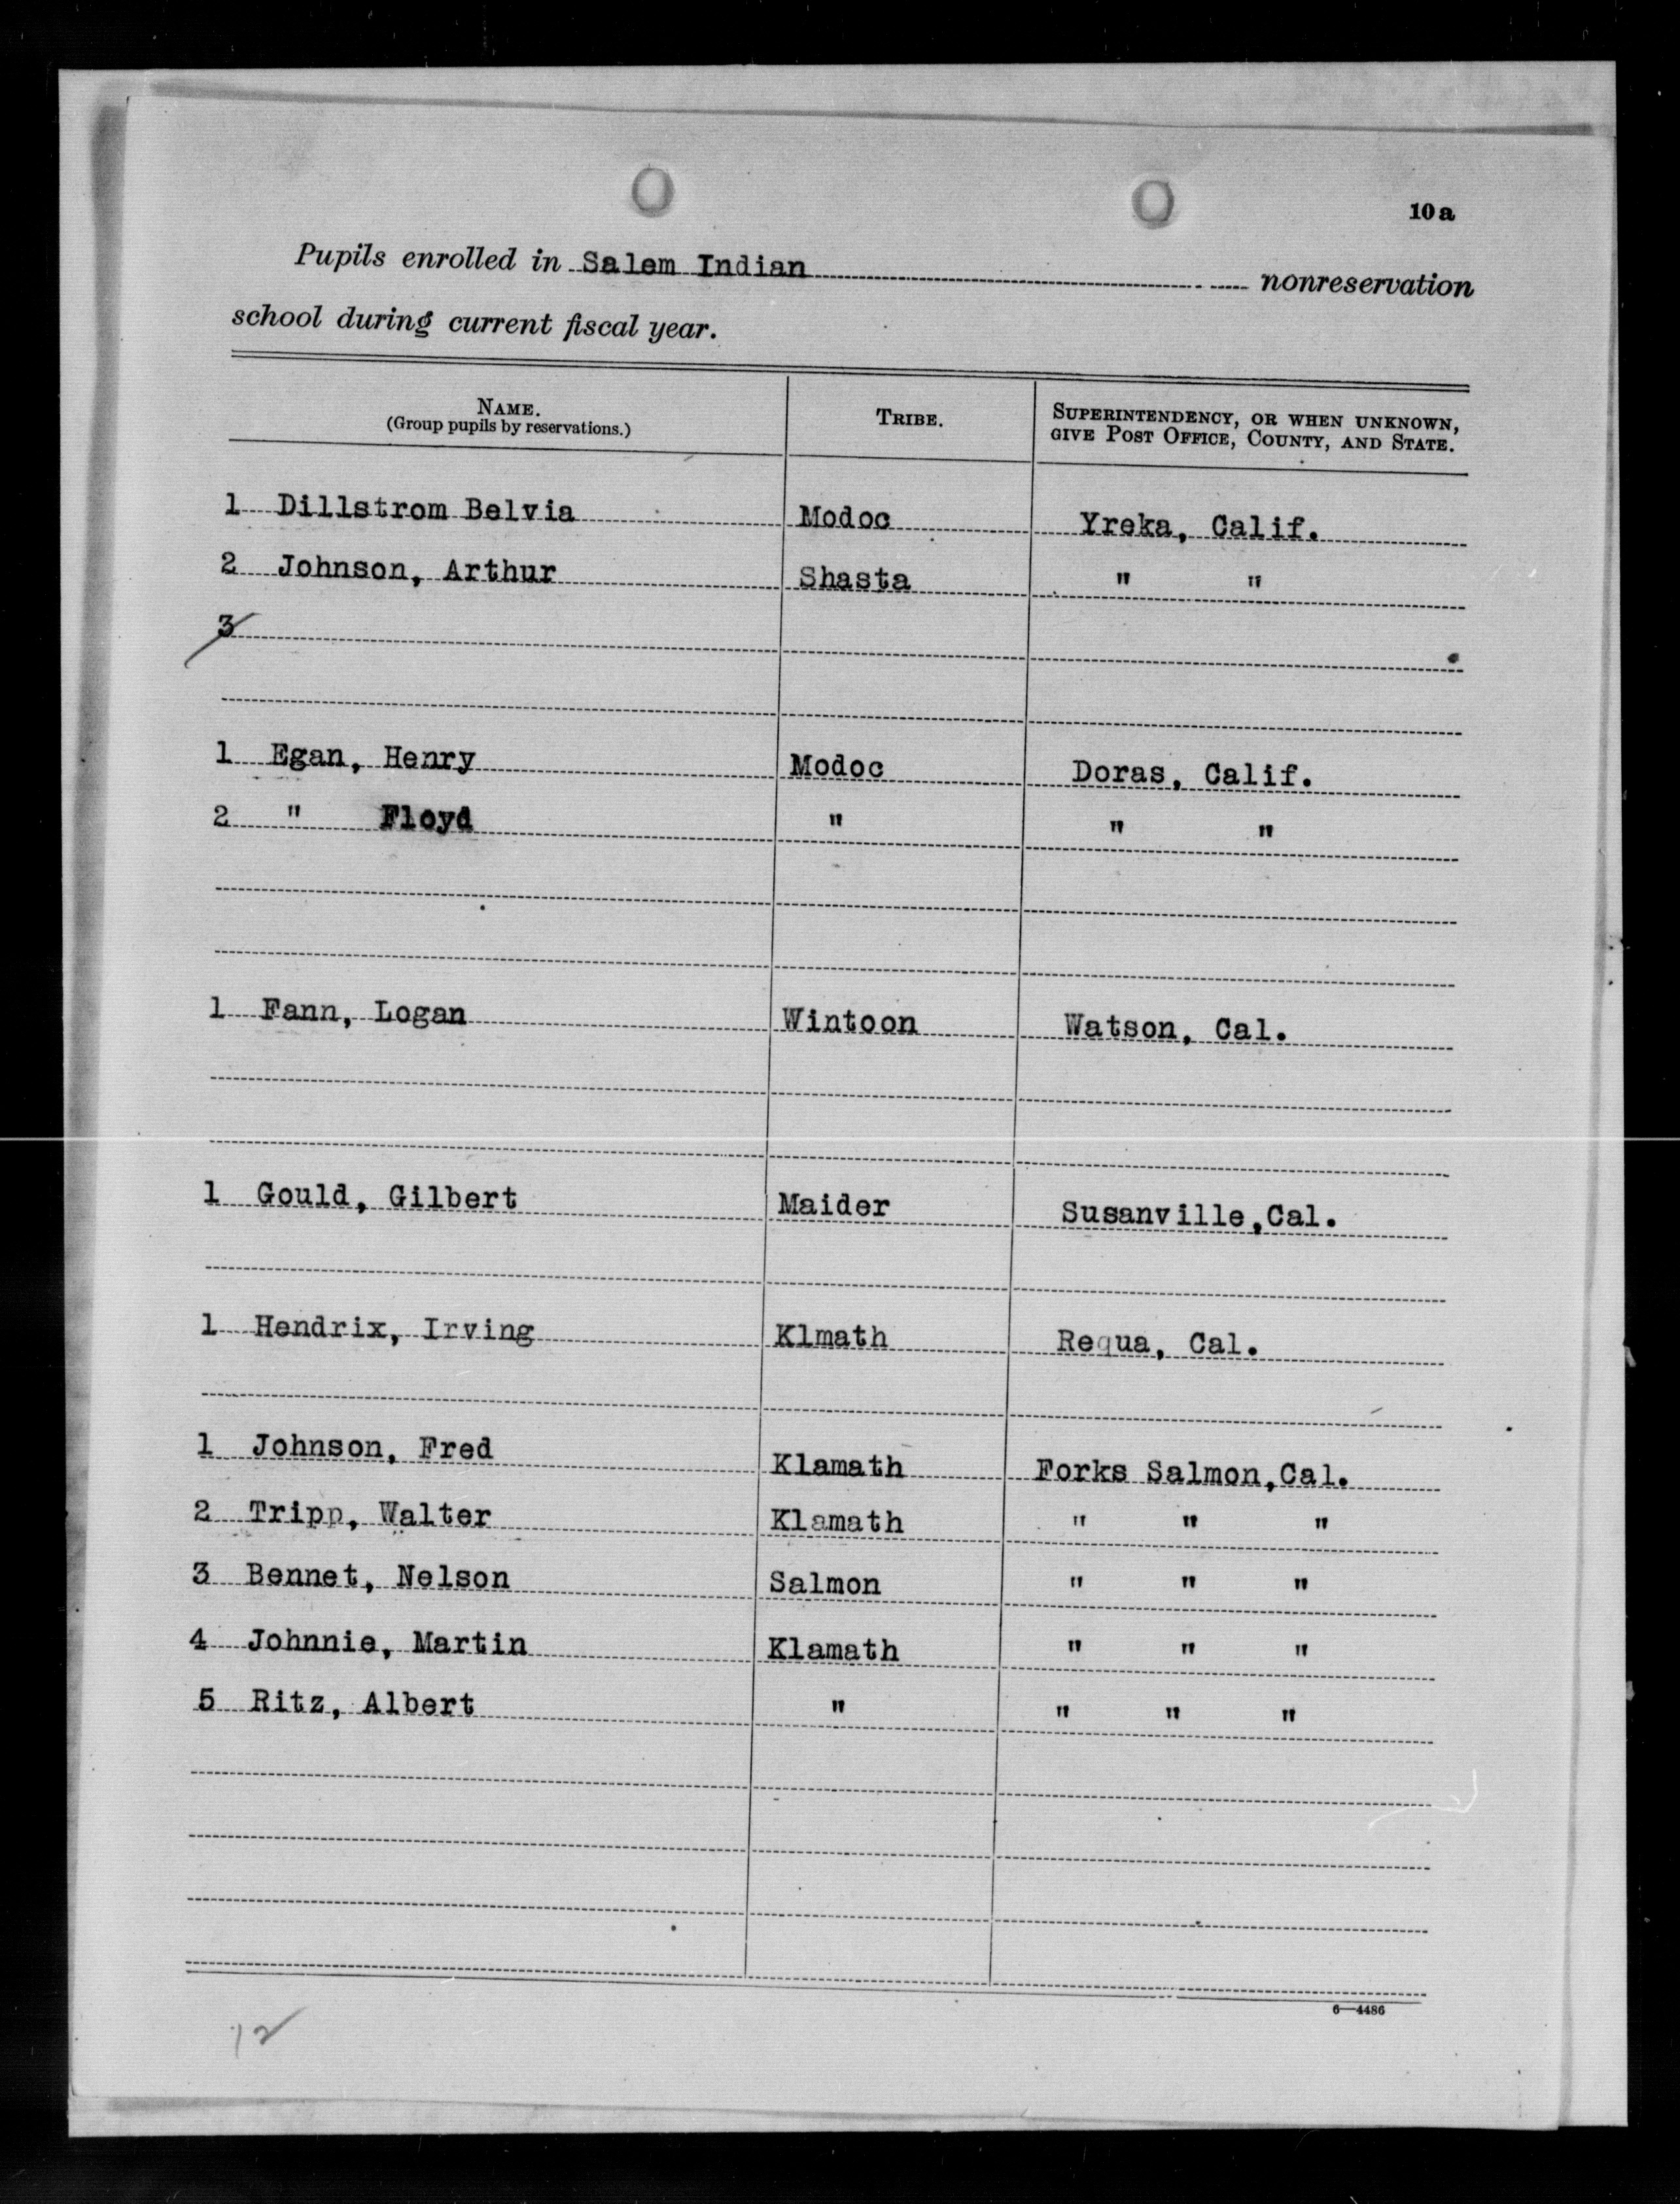 10a
Pupils enrolled in Salem Indian nonreservation
school during current fiscal year.
NAME.
(Group pupils by reservations.)
TRIBE.
SUPERINTENDENCY, OR WHEN UNKNOWN,
GIVE POST OFFICE, COUNTY, AND STATE.
1 Dillstrom Belvia Modoc Yreka, Calif.
2 Johnson, Arthur Shasta " "
3
1 Egan, Henry Modoc Doras, Calif.
2 " Floyd " " "
1 Fann, Logan Wintoon Watson, Cal.
1 Gould, Gilbert Maider Susanville,Cal.
1 Hendrix, Irving Klmath Requa, Cal.
1 Johnson, Fred Klamath Forks Salmon,Cal.
2 Tripp, Walter Klamath " " "
3 Bennet, Nelson Salmon " " "
4 Johnnie, Martin Klamath " " "
5 Ritz, Albert " " " "
6—4486
12